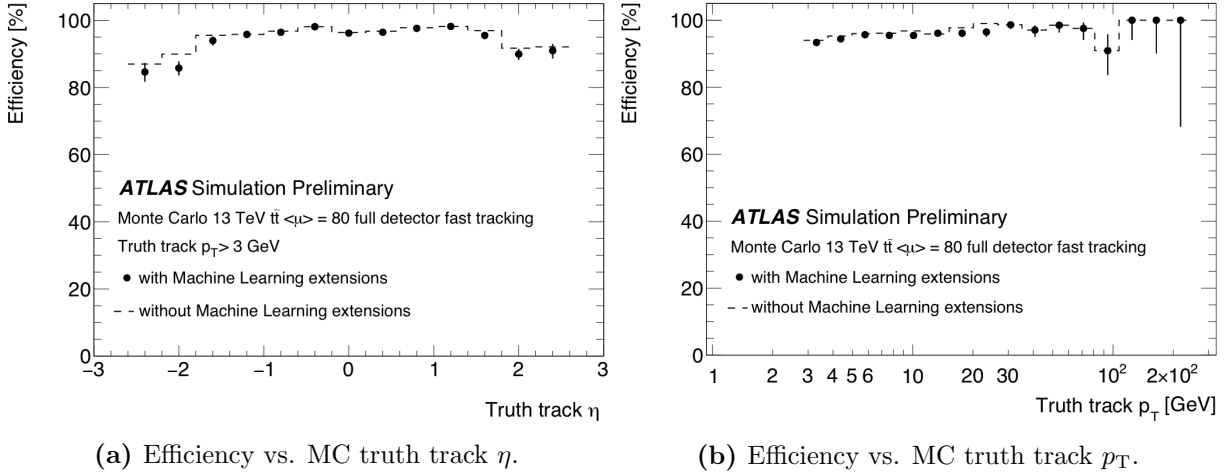 Efficiency [%]
100
80
60
40
20
0
ATLAS Simulation Preliminary
Monte Carlo 13 TeV tt̄ <μ> = 80 full detector fast tracking
Truth track p_T > 3 GeV
with Machine Learning extensions
without Machine Learning extensions
−3 −2 −1 0 1 2 3
Truth track η
(a) Efficiency vs. MC truth track η.
Efficiency [%]
100
80
60
40
20
0
ATLAS Simulation Preliminary
Monte Carlo 13 TeV tt̄ <μ> = 80 full detector fast tracking
with Machine Learning extensions
without Machine Learning extensions
1 2 3 4 5 6 10 20 30 10² 2×10²
Truth track p_T [GeV]
(b) Efficiency vs. MC truth track p_T.